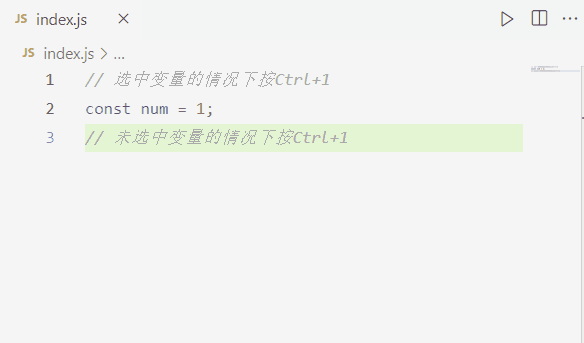 JS index.js
JS index.js > ...
1 // 选中变量的情况下按Ctrl+1
2 const num = 1;
3 // 未选中变量的情况下按Ctrl+1